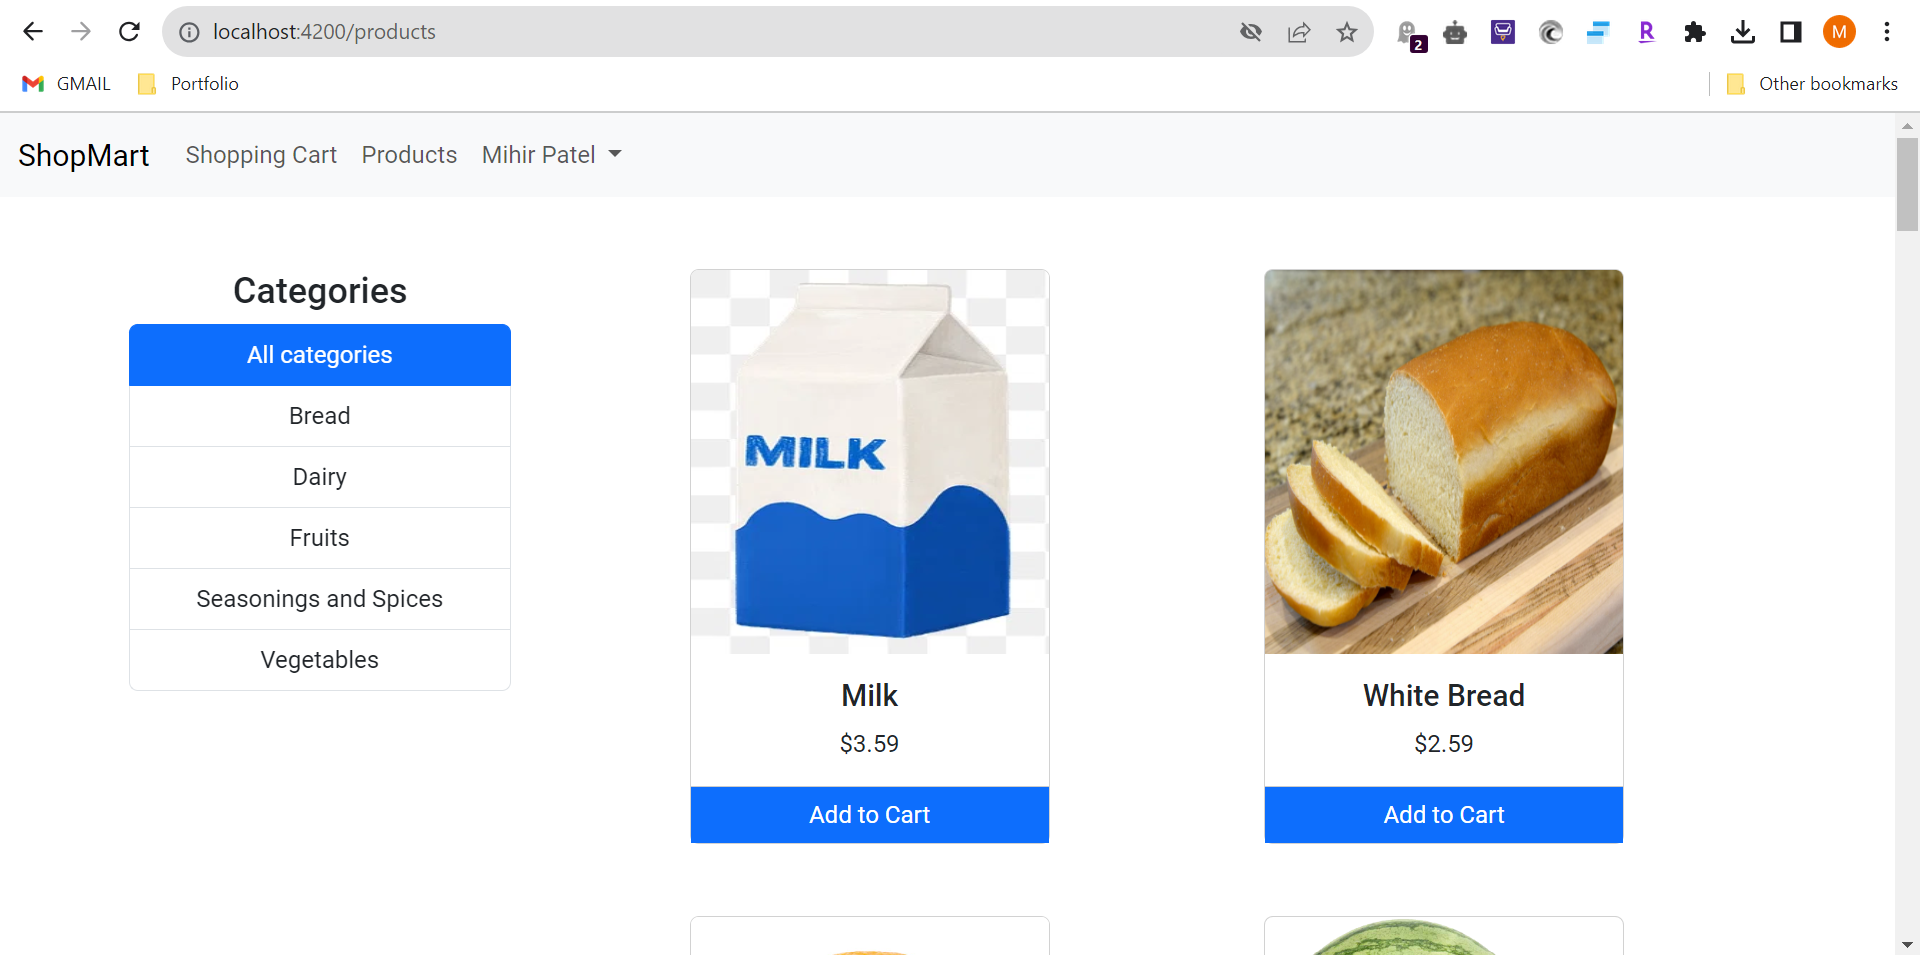 localhost:4200/products
2
M
GMAIL
Portfolio
Other bookmarks
ShopMart
Shopping Cart
Products
Mihir Patel
Categories
All categories
Bread
Dairy
Fruits
Seasonings and Spices
Vegetables
MILK
Milk
$3.59
Add to Cart
White Bread
$2.59
Add to Cart